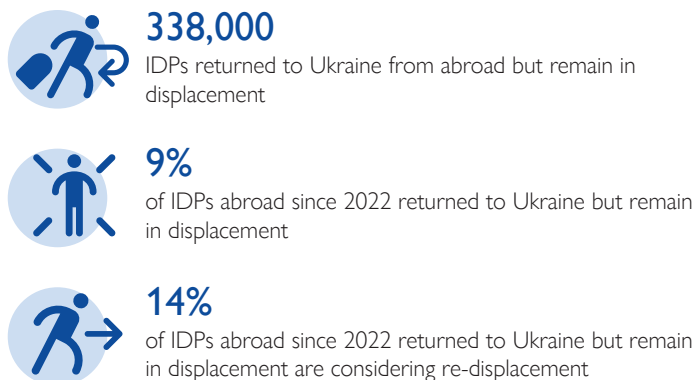 338,000
IDPs returned to Ukraine from abroad but remain in
displacement
9%
of IDPs abroad since 2022 returned to Ukraine but remain
in displacement
14%
of IDPs abroad since 2022 returned to Ukraine but remain
in displacement are considering re-displacement